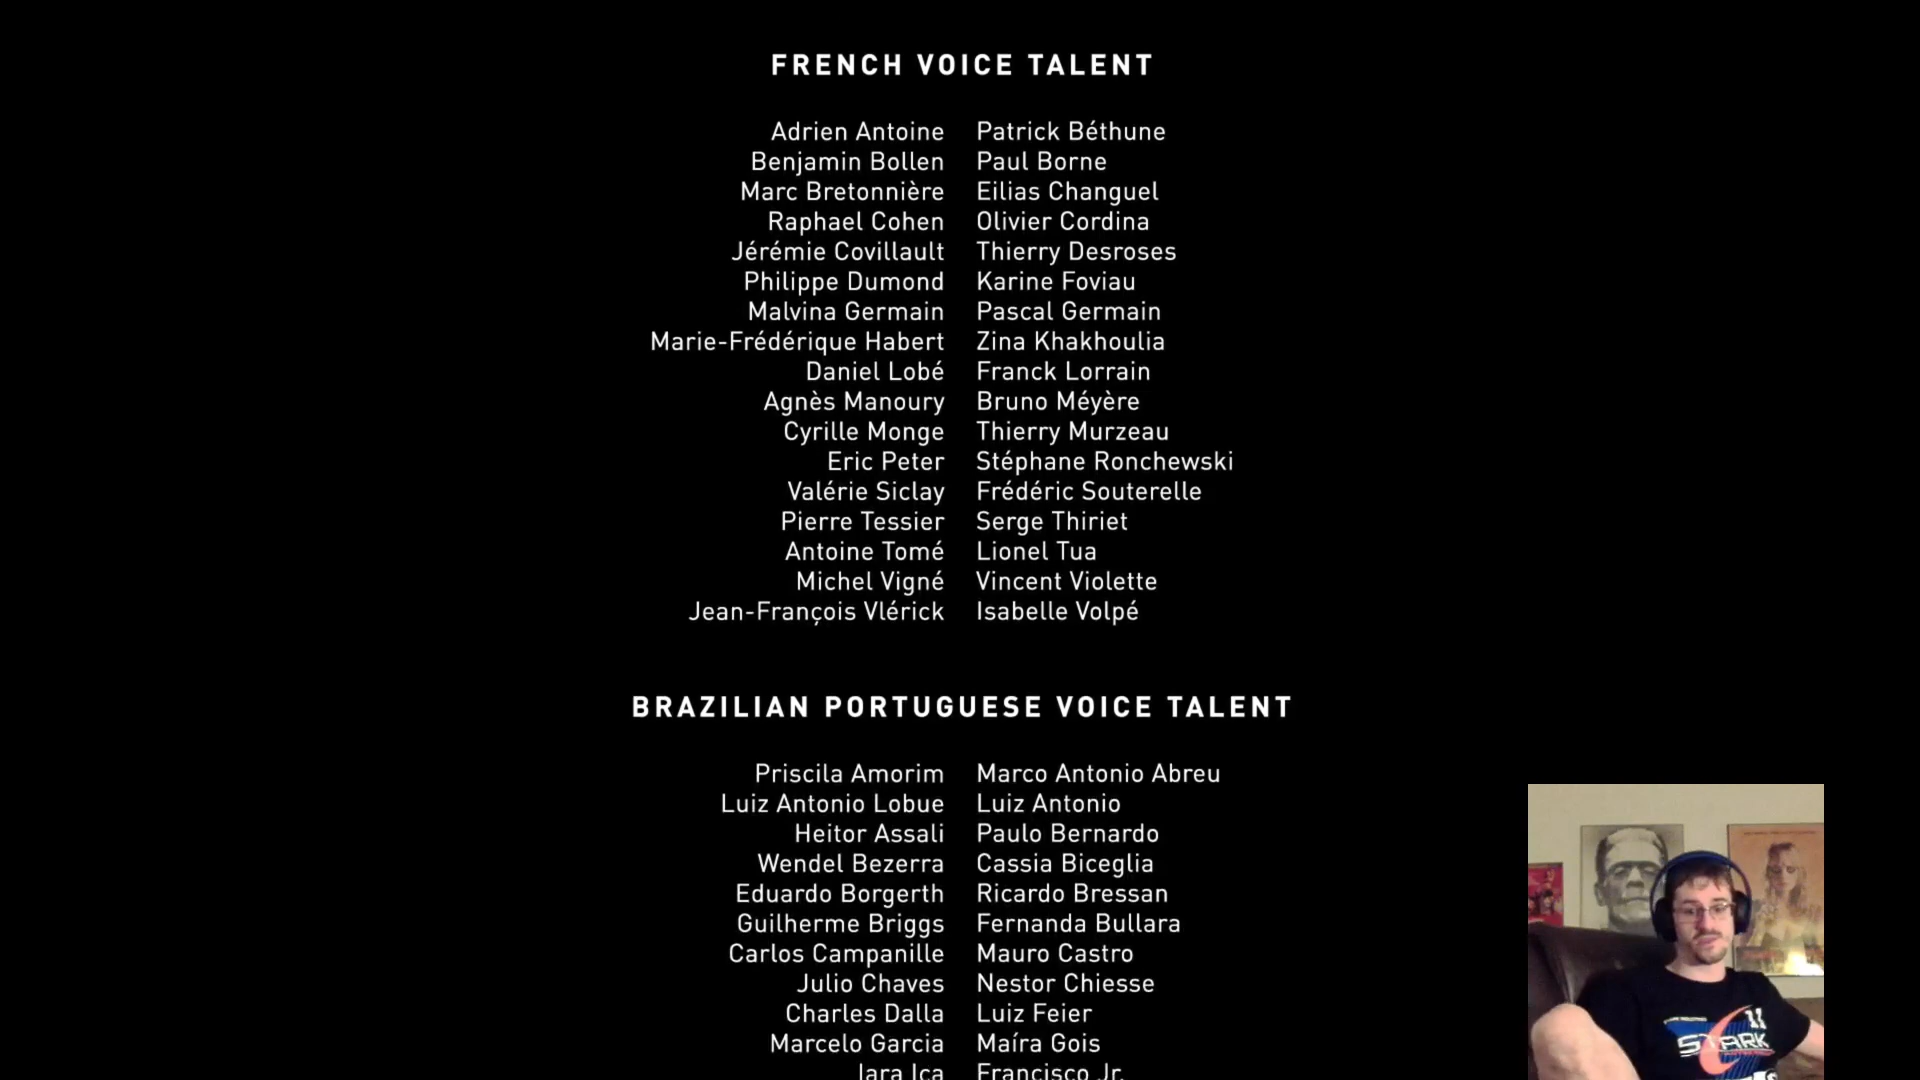 FRENCH VOICE TALENT
Adrien Antoine Patrick Béthune
Benjamin Bollen Paul Borne
Marc Bretonnière Eilias Changuel
Raphael Cohen Olivier Cordina
Jérémie Covillault Thierry Desroses
Philippe Dumond Karine Foviau
Malvina Germain Pascal Germain
Marie-Frédérique Habert Zina Khakhoulia
Daniel Lobé Franck Lorrain
Agnès Manoury Bruno Méyère
Cyrille Monge Thierry Murzeau
Eric Peter Stéphane Ronchewski
Valérie Siclay Frédéric Souterelle
Pierre Tessier Serge Thiriet
Antoine Tomé Lionel Tua
Michel Vigné Vincent Violette
Jean-François Vlérick Isabelle Volpé
BRAZILIAN PORTUGUESE VOICE TALENT
Priscila Amorim Marco Antonio Abreu
Luiz Antonio Lobue Luiz Antonio
Heitor Assali Paulo Bernardo
Wendel Bezerra Cassia Biceglia
Eduardo Borgerth Ricardo Bressan
Guilherme Briggs Fernanda Bullara
Carlos Campanille Mauro Castro
Julio Chaves Nestor Chiesse
Charles Dalla Luiz Feier
Marcelo Garcia Maíra Gois
Iara Ica Francisco Jr.
11
STARK